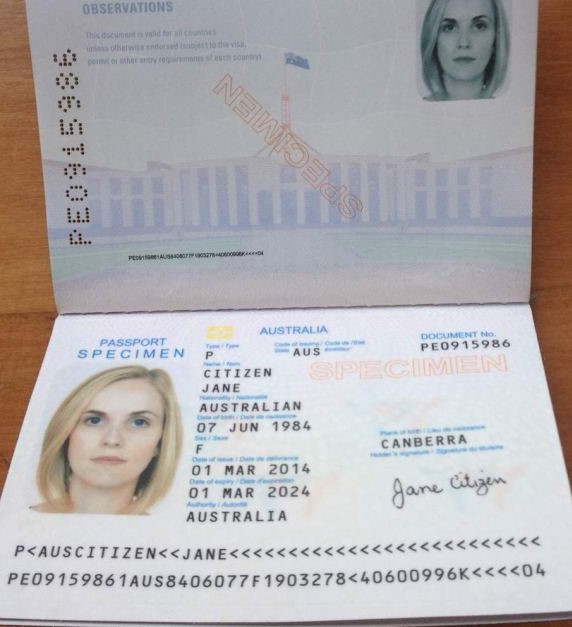 OBSERVATIONS
This document is valid for all countries
unless otherwise endorsed (subject to the visa,
permit or other entry requirements of each country)
PE0915986
SPECIMEN
PE09159861AUS8406077F1903278<40600996K<<<<04
PASSPORT
SPECIMEN
AUSTRALIA
Type / Type
P
Code of issuing / Code de l'État
State AUS émetteur
DOCUMENT No.
PE0915986
SPECIMEN
Name / Nom
CITIZEN
JANE
Nationality / Nationalité
AUSTRALIAN
Date of birth / Date de naissance
07 JUN 1984
Sex / Sexe
F
Place of birth / Lieu de naissance
CANBERRA
Date of issue / Date de délivrance
01 MAR 2014
Holder's signature / Signature du titulaire
Jane Citizen
Date of expiry / Date d'expiration
01 MAR 2024
Authority / Autorité
AUSTRALIA
P<AUSCITIZEN<<JANE<<<<<<<<<<<<<<<<<<<<<<<<<<
PE09159861AUS8406077F1903278<40600996K<<<<04